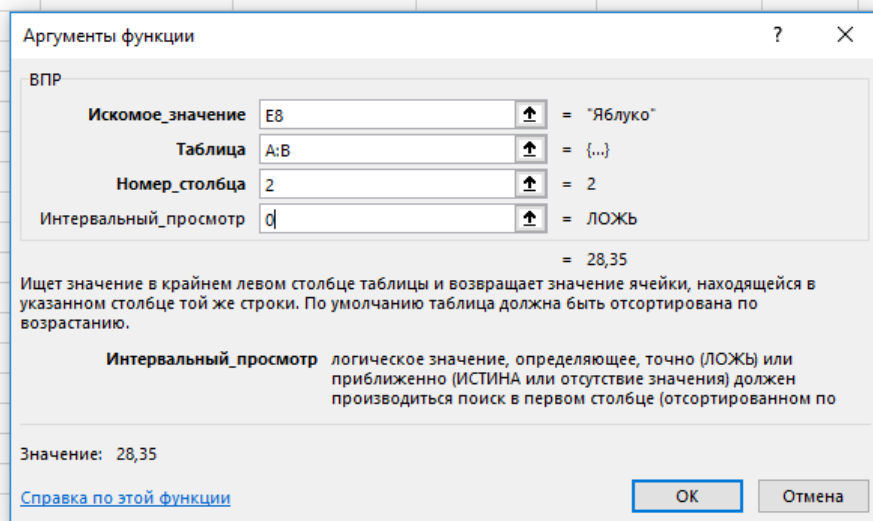 Аргументы функции ? ×
ВПР
Искомое_значение E8 = "Яблуко"
Таблица A:B = {...}
Номер_столбца 2 = 2
Интервальный_просмотр 0 = ЛОЖЬ
= 28,35
Ищет значение в крайнем левом столбце таблицы и возвращает значение ячейки, находящейся в
указанном столбце той же строки. По умолчанию таблица должна быть отсортирована по
возрастанию.
Интервальный_просмотр логическое значение, определяющее, точно (ЛОЖЬ) или
приближенно (ИСТИНА или отсутствие значения) должен
производиться поиск в первом столбце (отсортированном по
Значение: 28,35
Справка по этой функции OK Отмена